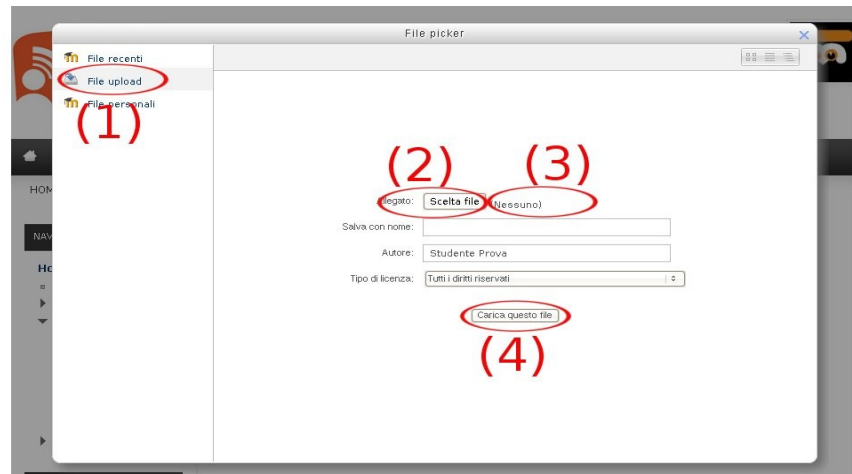 File picker
File recenti
File upload
File personali
(1)
(2)
(3)
Allegato: Scelta file (Nessuno)
Salva con nome:
Autore: Studente Prova
Tipo di licenza: Tutti i diritti riservati
Carica questo file
(4)
HOM
NAV
Ho